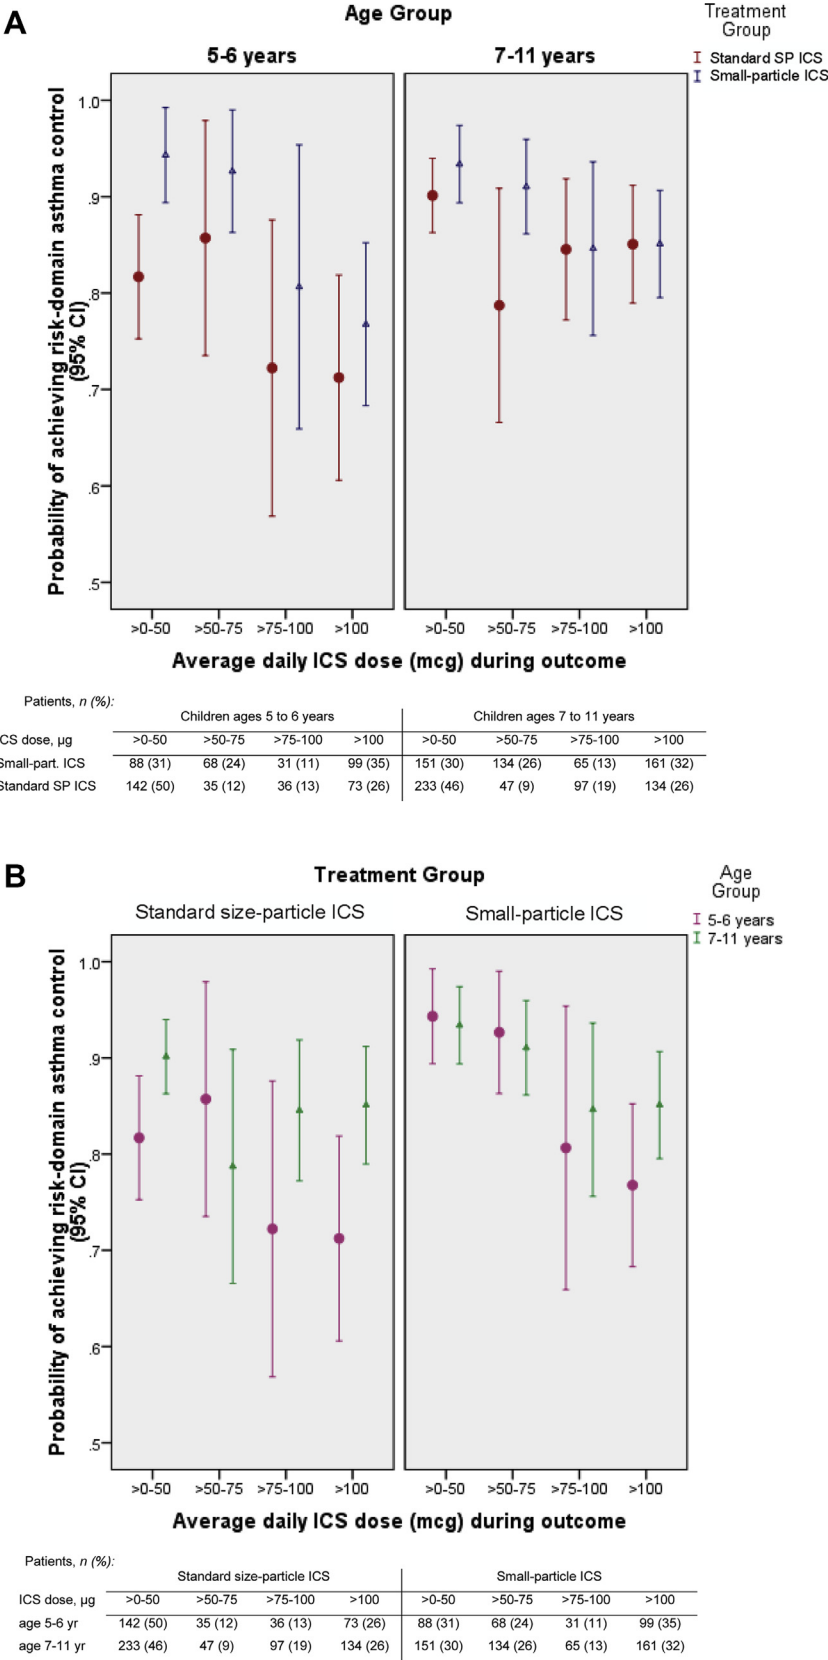 A
Age Group
5-6 years
7-11 years
Treatment
Group
Standard SP ICS
Small-particle ICS
Probability of achieving risk-domain asthma control
(95% CI)
1.0
.9
.8
.7
.6
.5
>0-50 >50-75 >75-100 >100 >0-50 >50-75 >75-100 >100
Average daily ICS dose (mcg) during outcome
Patients, n (%):
Children ages 5 to 6 years Children ages 7 to 11 years
CS dose, µg >0-50 >50-75 >75-100 >100 >0-50 >50-75 >75-100 >100
Small-part. ICS 88 (31) 68 (24) 31 (11) 99 (35) 151 (30) 134 (26) 65 (13) 161 (32)
Standard SP ICS 142 (50) 35 (12) 36 (13) 73 (26) 233 (46) 47 (9) 97 (19) 134 (26)
B
Treatment Group
Standard size-particle ICS
Small-particle ICS
Age
Group
5-6 years
7-11 years
Probability of achieving risk-domain asthma control
(95% CI)
1.0
.9
.8
.7
.6
.5
>0-50 >50-75 >75-100 >100 >0-50 >50-75 >75-100 >100
Average daily ICS dose (mcg) during outcome
Patients, n (%):
Standard size-particle ICS Small-particle ICS
ICS dose, µg >0-50 >50-75 >75-100 >100 >0-50 >50-75 >75-100 >100
age 5-6 yr 142 (50) 35 (12) 36 (13) 73 (26) 88 (31) 68 (24) 31 (11) 99 (35)
age 7-11 yr 233 (46) 47 (9) 97 (19) 134 (26) 151 (30) 134 (26) 65 (13) 161 (32)